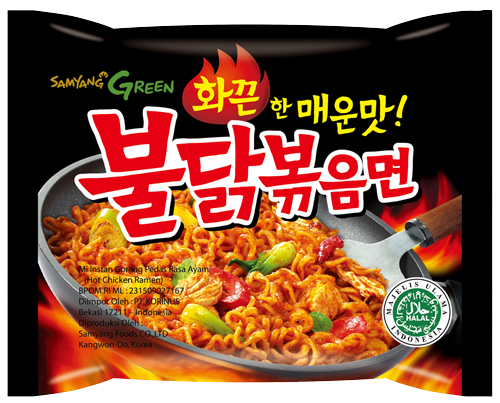 SAMYANG GREEN
화끈한 매운맛!
불닭볶음면
Mi Instan Goreng Pedas Rasa Ayam
(Hot Chicken Ramen)
BPOM RI ML : 231509027167
Diimpor Oleh : PT.KORINUS
Bekasi 17211 - Indonesia
Diproduksi Oleh :
Samyang Foods CO.,LTD
Kangwon-Do, Korea
MAJELIS ULAMA INDONESIA
حلال
HALAL